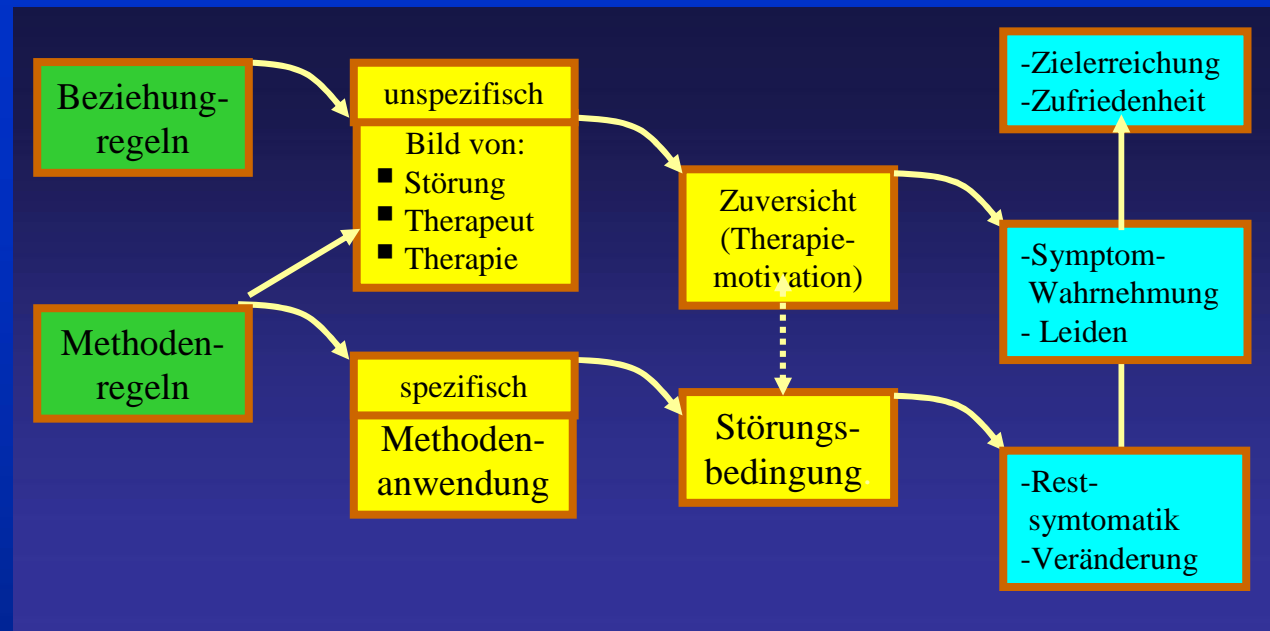 Beziehung-
regeln
Methoden-
regeln
unspezifisch
Bild von:
▪ Störung
▪ Therapeut
▪ Therapie
spezifisch
Methoden-
anwendung
Zuversicht
(Therapie-
motivation)
Störungs-
bedingung.
-Zielerreichung
-Zufriedenheit
-Symptom-
Wahrnehmung
- Leiden
-Rest-
symtomatik
-Veränderung